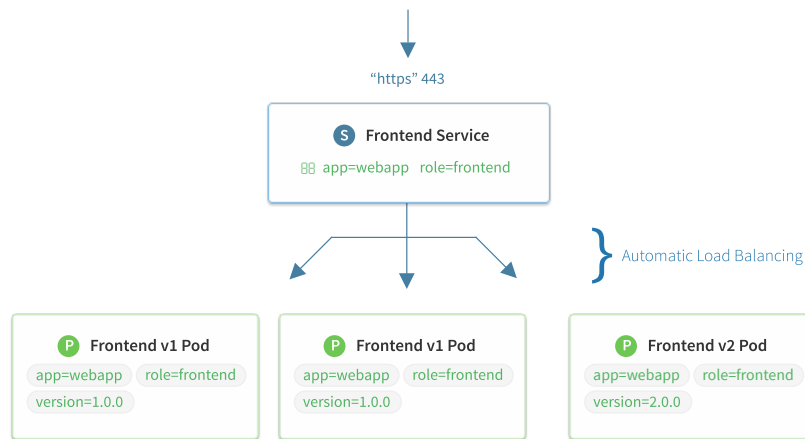 “https” 443
S Frontend Service
app=webapp role=frontend
Automatic Load Balancing
P Frontend v1 Pod
app=webapp role=frontend
version=1.0.0
P Frontend v1 Pod
app=webapp role=frontend
version=1.0.0
P Frontend v2 Pod
app=webapp role=frontend
version=2.0.0